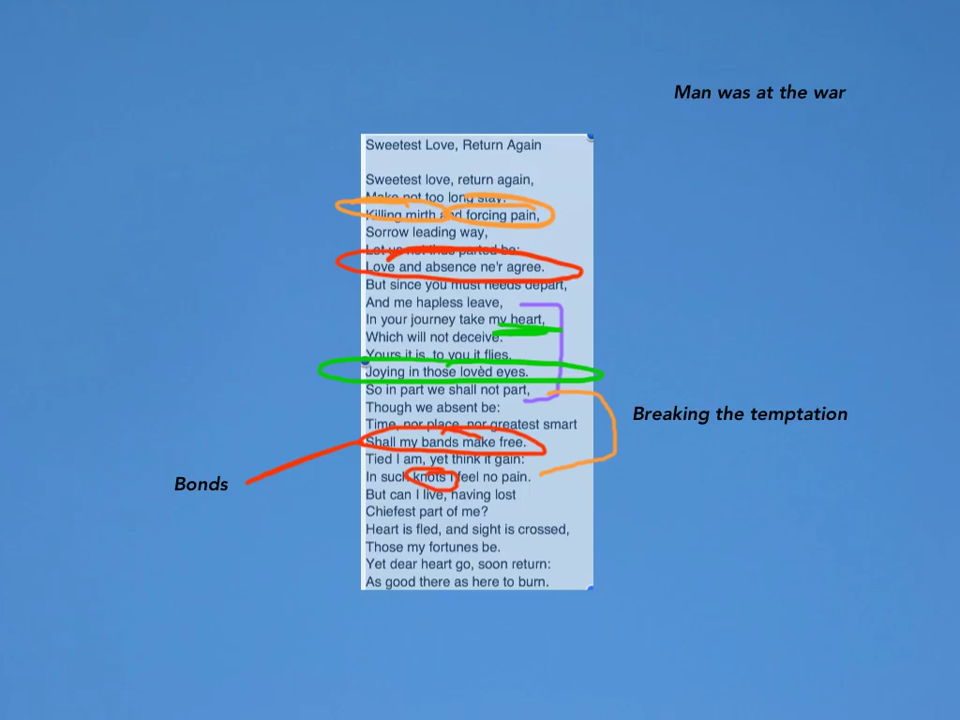 Man was at the war
Sweetest Love, Return Again
Sweetest love, return again,
Make not too long stay:
Killing mirth and forcing pain,
Sorrow leading way,
Let us not thus parted be:
Love and absence ne'r agree.
But since you must needs depart,
And me hapless leave,
In your journey take my heart,
Which will not deceive.
Yours it is, to you it flies,
Joying in those lovèd eyes.
So in part we shall not part,
Though we absent be:
Time, nor place, nor greatest smart
Shall my bands make free.
Tied I am, yet think it gain:
In such knots I feel no pain.
But can I live, having lost
Chiefest part of me?
Heart is fled, and sight is crossed,
Those my fortunes be.
Yet dear heart go, soon return:
As good there as here to burn.
Breaking the temptation
Bonds